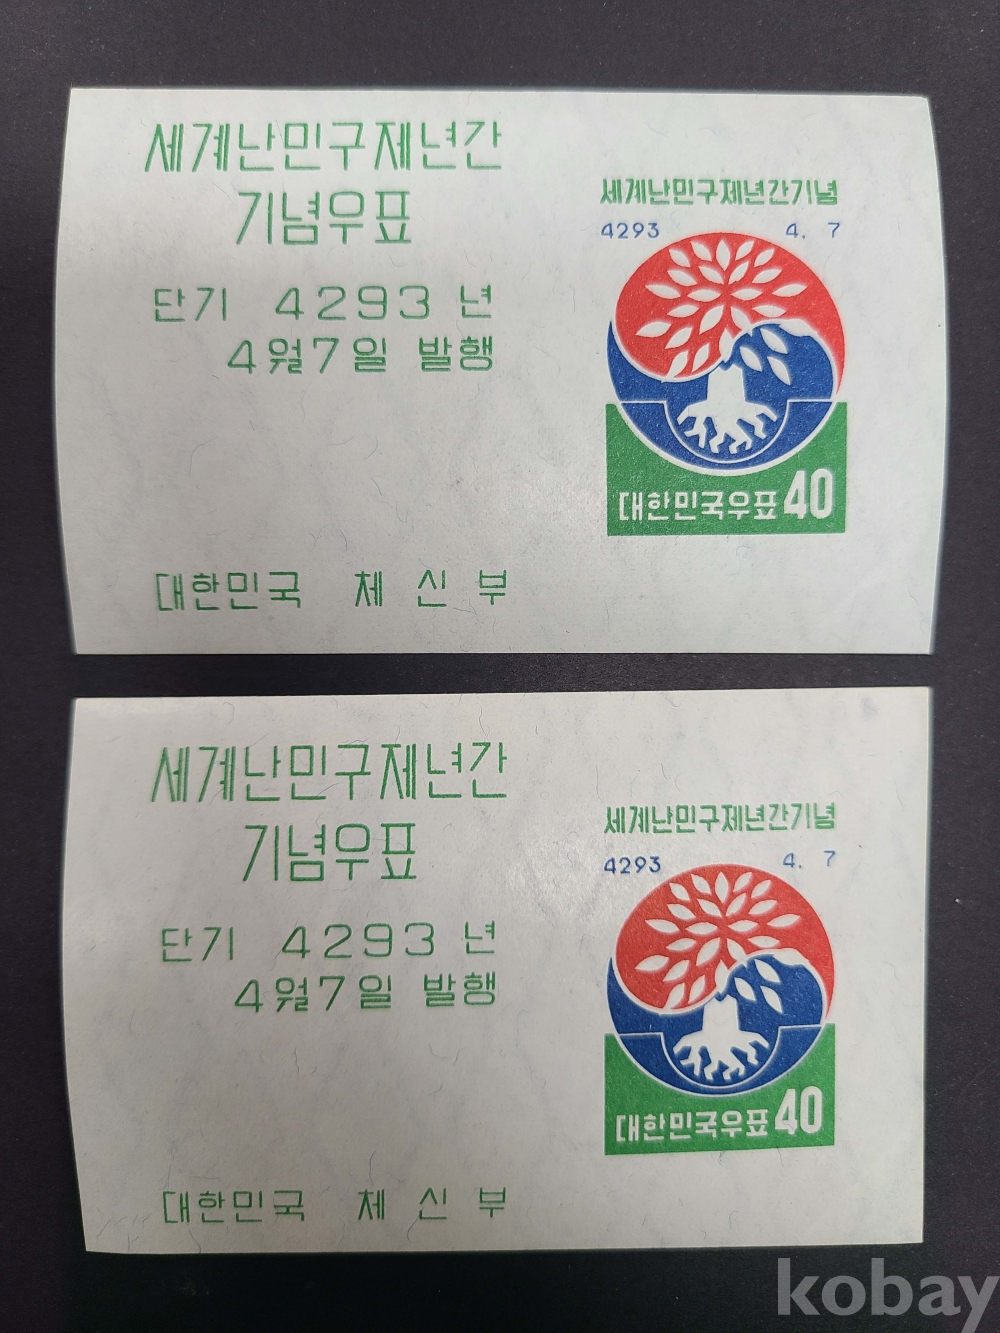 세계난민구제년간
기념우표
단기 4293 년
4월7일 발행
대한민국 체 신 부
세계난민구제년간기념
4293 4. 7
대한민국우표 40
세계난민구제년간
기념우표
단기 4293 년
4월7일 발행
대한민국 체 신 부
세계난민구제년간기념
4293 4. 7
대한민국우표 40
kobay